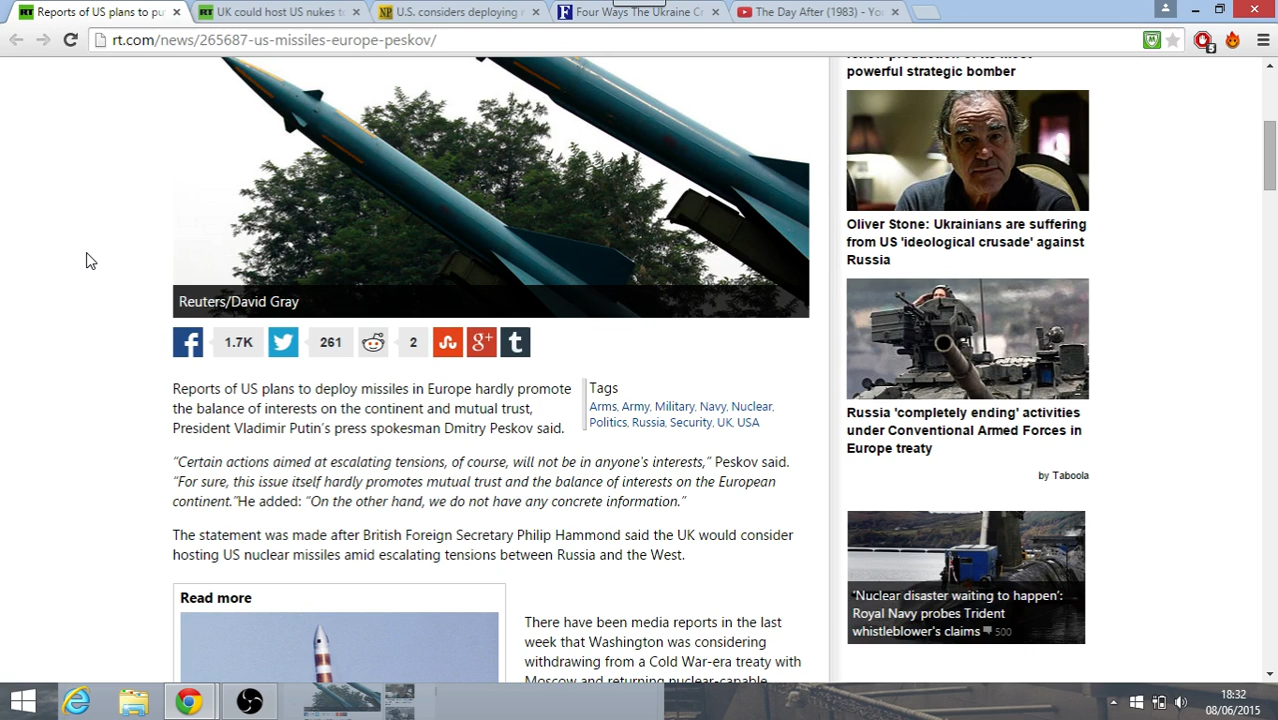 RT Reports of US plans to pu
RT UK could host US nukes t
NP U.S. considers deploying
F Four Ways The Ukraine C
The Day After (1983) - Yo
rt.com/news/265687-us-missiles-europe-peskov/
5
powerful strategic bomber
Oliver Stone: Ukrainians are suffering
from US 'ideological crusade' against
Russia
Reuters/David Gray
1.7K
261
2
Reports of US plans to deploy missiles in Europe hardly promote
the balance of interests on the continent and mutual trust,
President Vladimir Putin's press spokesman Dmitry Peskov said.
Tags
Arms, Army, Military, Navy, Nuclear,
Politics, Russia, Security, UK, USA
“Certain actions aimed at escalating tensions, of course, will not be in anyone's interests,” Peskov said.
“For sure, this issue itself hardly promotes mutual trust and the balance of interests on the European
continent.”He added: “On the other hand, we do not have any concrete information.”
The statement was made after British Foreign Secretary Philip Hammond said the UK would consider
hosting US nuclear missiles amid escalating tensions between Russia and the West.
Read more
There have been media reports in the last
week that Washington was considering
withdrawing from a Cold War-era treaty with
Moscow and returning nuclear-capable
Russia 'completely ending' activities
under Conventional Armed Forces in
Europe treaty
by Taboola
'Nuclear disaster waiting to happen':
Royal Navy probes Trident
whistleblower's claims 500
18:32
08/06/2015